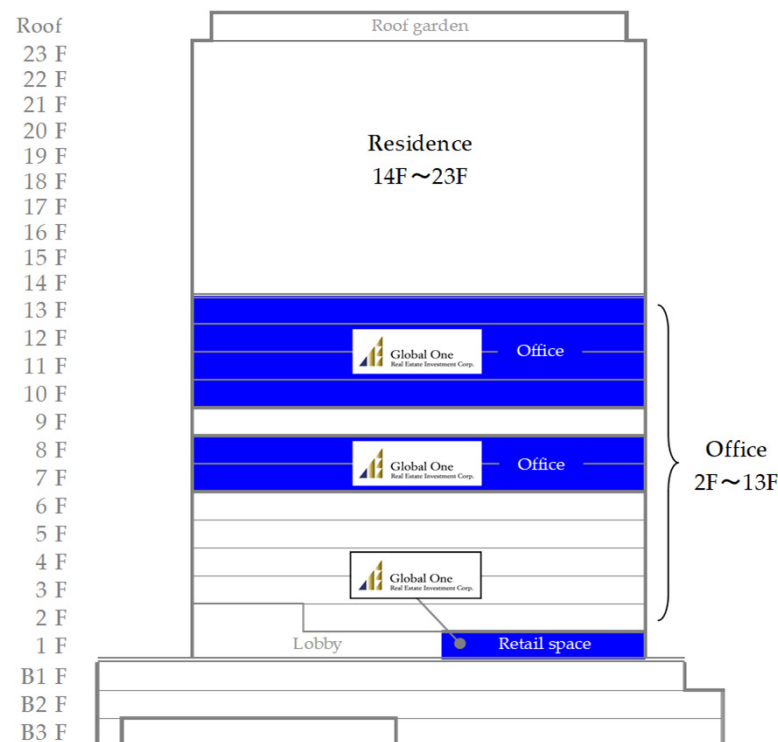 Roof
Roof garden
23 F
22 F
21 F
20 F
19 F
18 F
17 F
16 F
15 F
14 F
13 F
12 F
11 F
10 F
9 F
8 F
7 F
6 F
5 F
4 F
3 F
2 F
1 F
B1 F
B2 F
B3 F
Residence
14F～23F
Global One
Real Estate Investment Corp.
Office
Global One
Real Estate Investment Corp.
Office
Office
2F～13F
Global One
Real Estate Investment Corp.
Lobby
Retail space